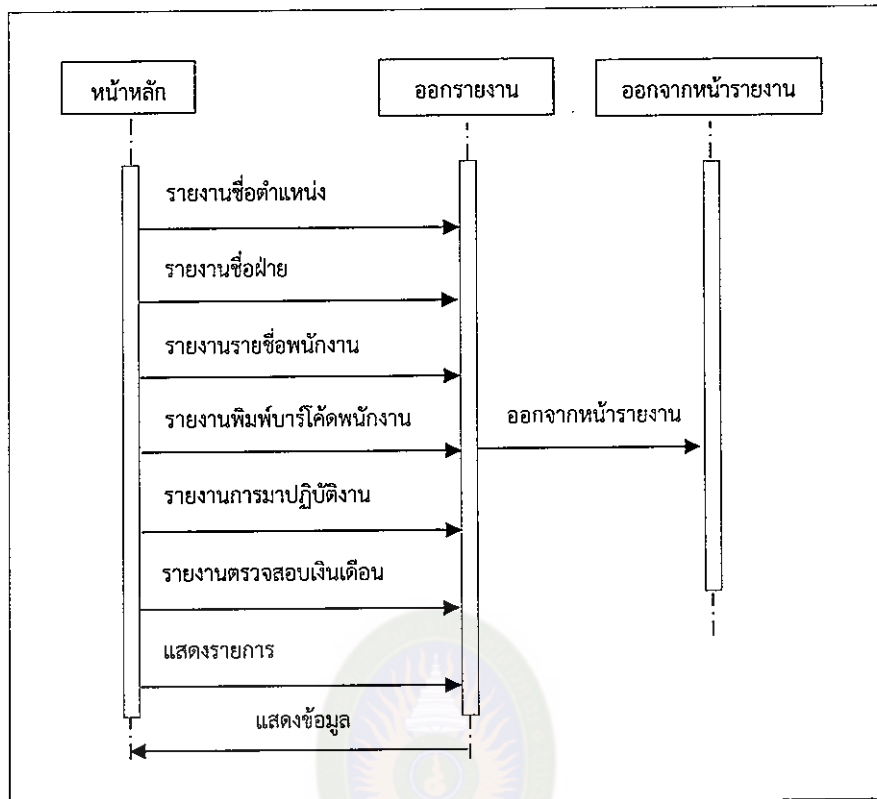 หน้าหลัก
ออกรายงาน
ออกจากหน้ารายงาน
รายงานชื่อตำแหน่ง
รายงานชื่อฝ่าย
รายงานรายชื่อพนักงาน
รายงานพิมพ์บาร์โค้ดพนักงาน
ออกจากหน้ารายงาน
รายงานการมาปฏิบัติงาน
รายงานตรวจสอบเงินเดือน
แสดงรายการ
แสดงข้อมูล